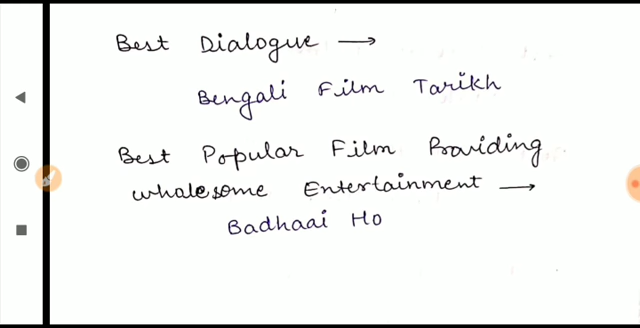 Best Dialogue →
Bengali Film Tarikh
Best Popular Film Providing
wholesome Entertainment →
Badhaai Ho